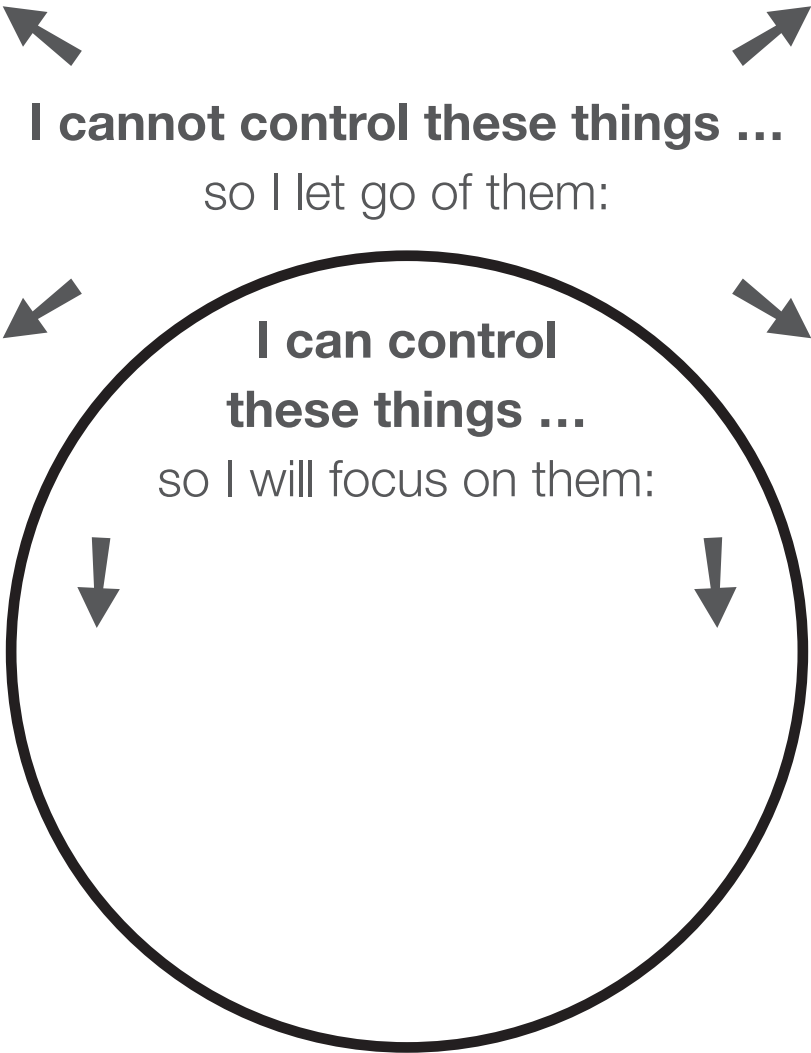 I cannot control these things …
so I let go of them:
I can control
these things …
so I will focus on them: